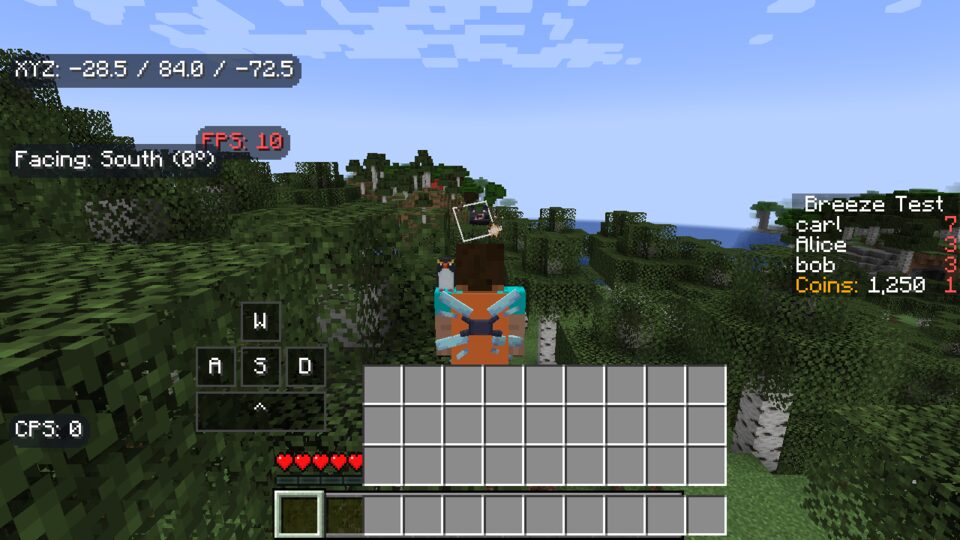 XYZ: -28.5 / 84.0 / -72.5
FPS: 10
Facing: South (0°)
Breeze Test
carl 7
Alice 3
bob 3
Coins: 1,250 1
W
A S D
^
CPS: 0